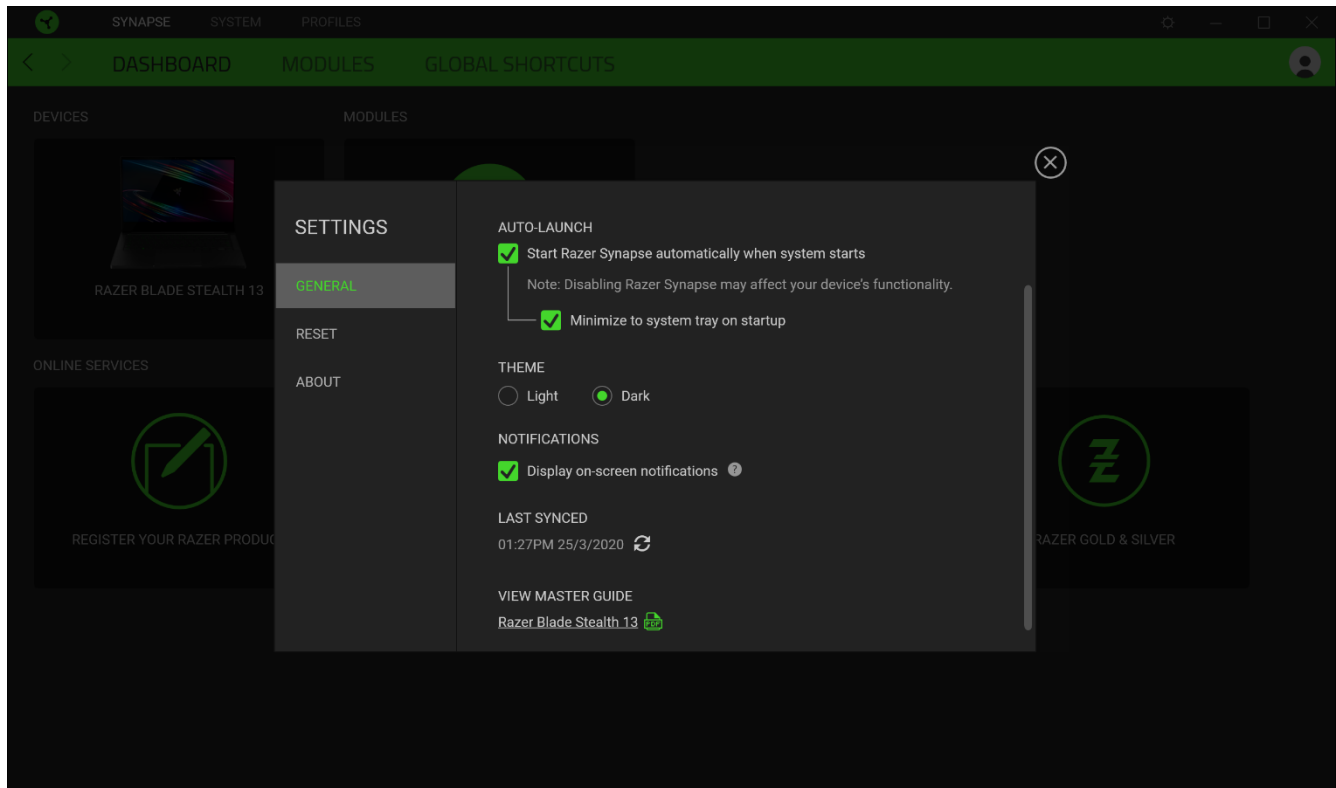 SYNAPSE SYSTEM PROFILES
DASHBOARD MODULES GLOBAL SHORTCUTS
DEVICES MODULES
RAZER BLADE STEALTH 13
ONLINE SERVICES
REGISTER YOUR RAZER PRODUC
RAZER GOLD & SILVER
SETTINGS
GENERAL
RESET
ABOUT
AUTO-LAUNCH
Start Razer Synapse automatically when system starts
Note: Disabling Razer Synapse may affect your device's functionality.
Minimize to system tray on startup
THEME
Light Dark
NOTIFICATIONS
Display on-screen notifications ?
LAST SYNCED
01:27PM 25/3/2020
VIEW MASTER GUIDE
Razer Blade Stealth 13 PDF